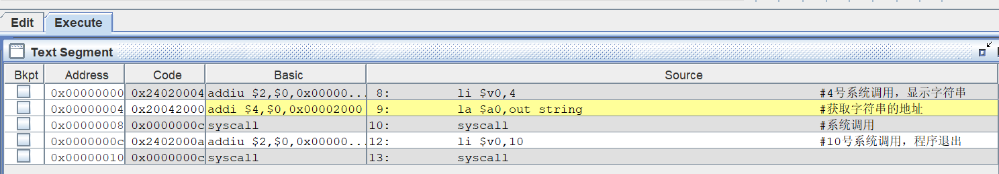 Edit Execute
Text Segment
Bkpt Address Code Basic Source
0x00000000 0x24020004 addiu $2,$0,0x00000... 8: li $v0,4 #4号系统调用，显示字符串
0x00000004 0x20042000 addi $4,$0,0x00002000 9: la $a0,out string #获取字符串的地址
0x00000008 0x0000000c syscall 10: syscall #系统调用
0x0000000c 0x2402000a addiu $2,$0,0x00000... 12: li $v0,10 #10号系统调用，程序退出
0x00000010 0x0000000c syscall 13: syscall